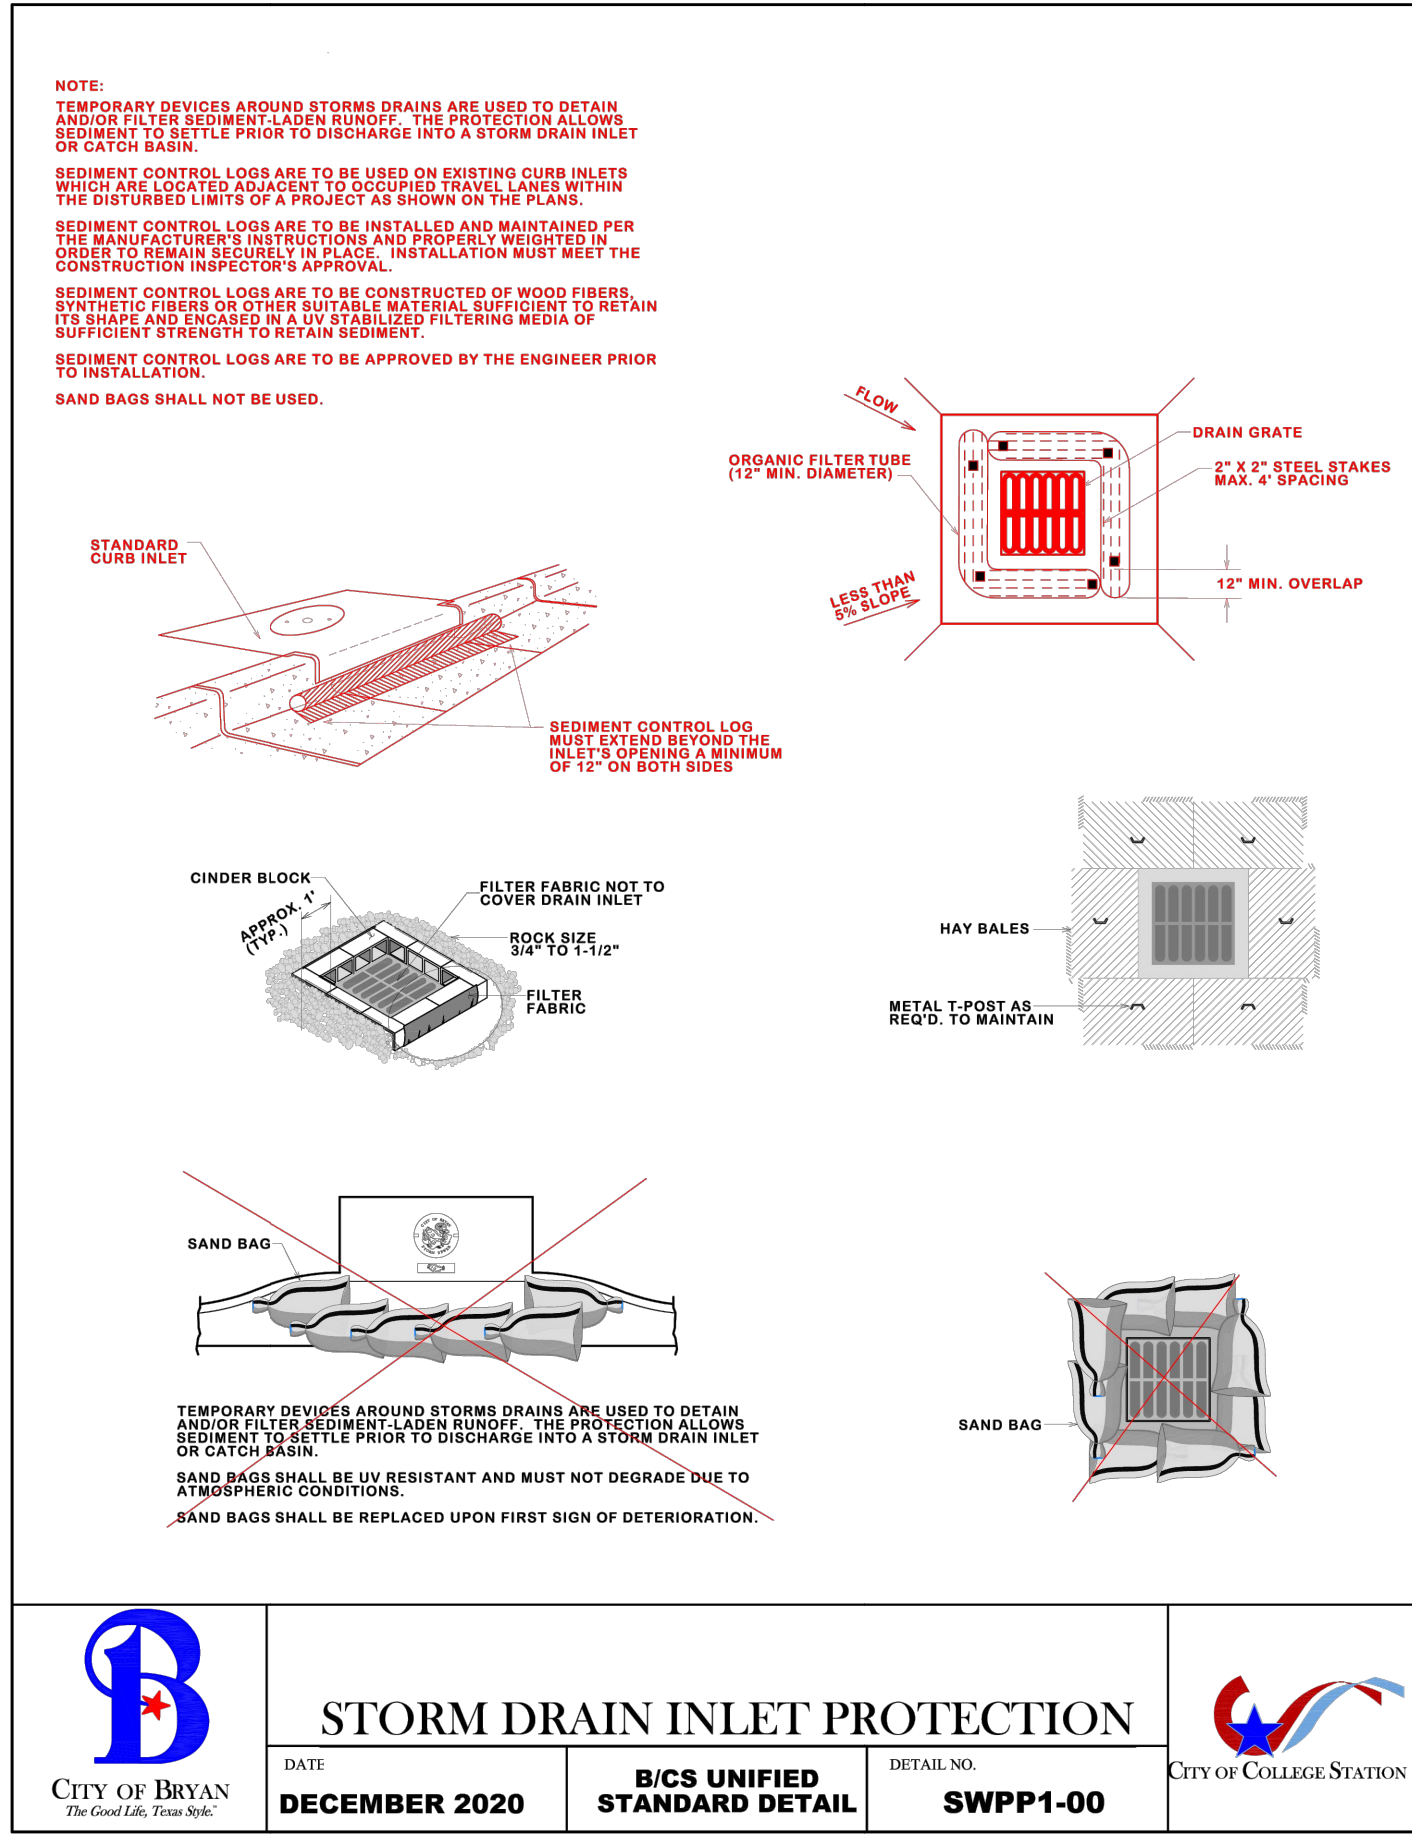 NOTE:
TEMPORARY DEVICES AROUND STORMS DRAINS ARE USED TO DETAIN
AND/OR FILTER SEDIMENT-LADEN RUNOFF. THE PROTECTION ALLOWS
SEDIMENT TO SETTLE PRIOR TO DISCHARGE INTO A STORM DRAIN INLET
OR CATCH BASIN.
SEDIMENT CONTROL LOGS ARE TO BE USED ON EXISTING CURB INLETS
WHICH ARE LOCATED ADJACENT TO OCCUPIED TRAVEL LANES WITHIN
THE DISTURBED LIMITS OF A PROJECT AS SHOWN ON THE PLANS.
SEDIMENT CONTROL LOGS ARE TO BE INSTALLED AND MAINTAINED PER
THE MANUFACTURER'S INSTRUCTIONS AND PROPERLY WEIGHTED IN
ORDER TO REMAIN SECURELY IN PLACE. INSTALLATION MUST MEET THE
CONSTRUCTION INSPECTOR'S APPROVAL.
SEDIMENT CONTROL LOGS ARE TO BE CONSTRUCTED OF WOOD FIBERS,
SYNTHETIC FIBERS OR OTHER SUITABLE MATERIAL SUFFICIENT TO RETAIN
ITS SHAPE AND ENCASED IN A UV STABILIZED FILTERING MEDIA OF
SUFFICIENT STRENGTH TO RETAIN SEDIMENT.
SEDIMENT CONTROL LOGS ARE TO BE APPROVED BY THE ENGINEER PRIOR
TO INSTALLATION.
SAND BAGS SHALL NOT BE USED.
FLOW
DRAIN GRATE
ORGANIC FILTER TUBE
(12" MIN. DIAMETER)
2" X 2" STEEL STAKES
MAX. 4' SPACING
LESS THAN
5% SLOPE
12" MIN. OVERLAP
STANDARD
CURB INLET
SEDIMENT CONTROL LOG
MUST EXTEND BEYOND THE
INLET'S OPENING A MINIMUM
OF 12" ON BOTH SIDES
CINDER BLOCK
APPROX. 1'
(TYP.)
FILTER FABRIC NOT TO
COVER DRAIN INLET
ROCK SIZE
3/4" TO 1-1/2"
FILTER
FABRIC
HAY BALES
METAL T-POST AS
REQ'D. TO MAINTAIN
SAND BAG
CITY OF BRYAN
TEMPORARY DEVICES AROUND STORMS DRAINS ARE USED TO DETAIN
AND/OR FILTER SEDIMENT-LADEN RUNOFF. THE PROTECTION ALLOWS
SEDIMENT TO SETTLE PRIOR TO DISCHARGE INTO A STORM DRAIN INLET
OR CATCH BASIN.
SAND BAGS SHALL BE UV RESISTANT AND MUST NOT DEGRADE DUE TO
ATMOSPHERIC CONDITIONS.
SAND BAGS SHALL BE REPLACED UPON FIRST SIGN OF DETERIORATION.
SAND BAG
B
CITY OF BRYAN
The Good Life, Texas Style.™
STORM DRAIN INLET PROTECTION
DATE
DECEMBER 2020
B/CS UNIFIED
STANDARD DETAIL
DETAIL NO.
SWPP1-00
CITY OF COLLEGE STATION